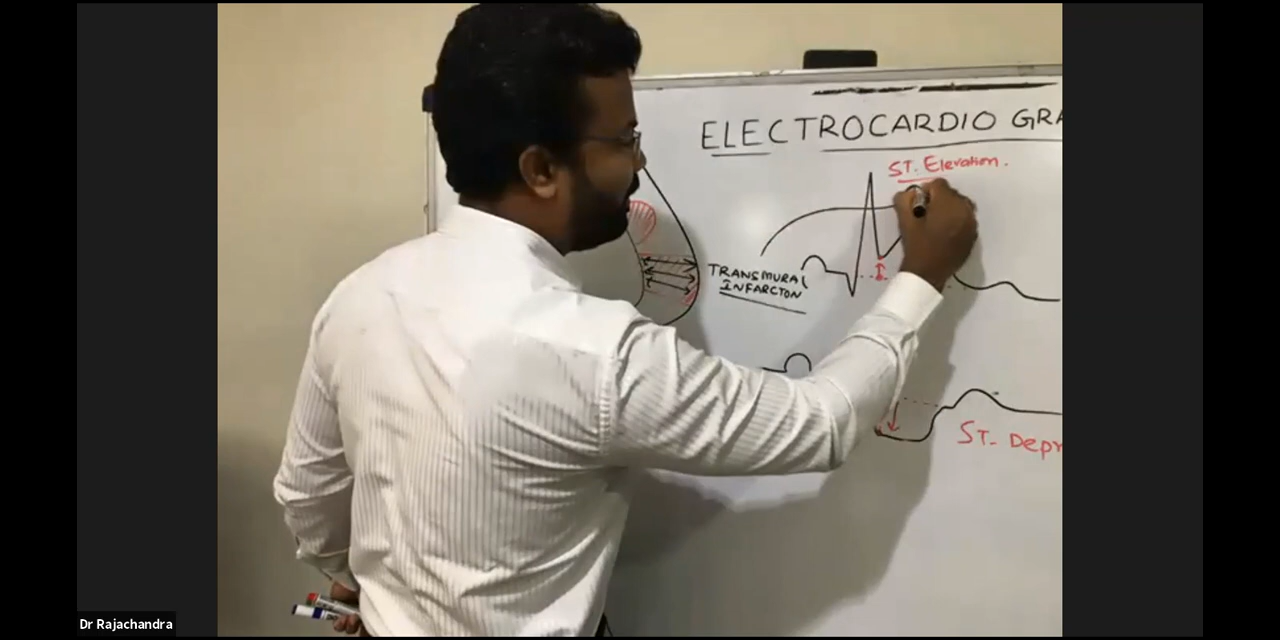 ELECTROCARDIO GRA
ST. Elevation.
TRANSMURAL
INFARCTON
ST- Depr
Dr Rajachandra